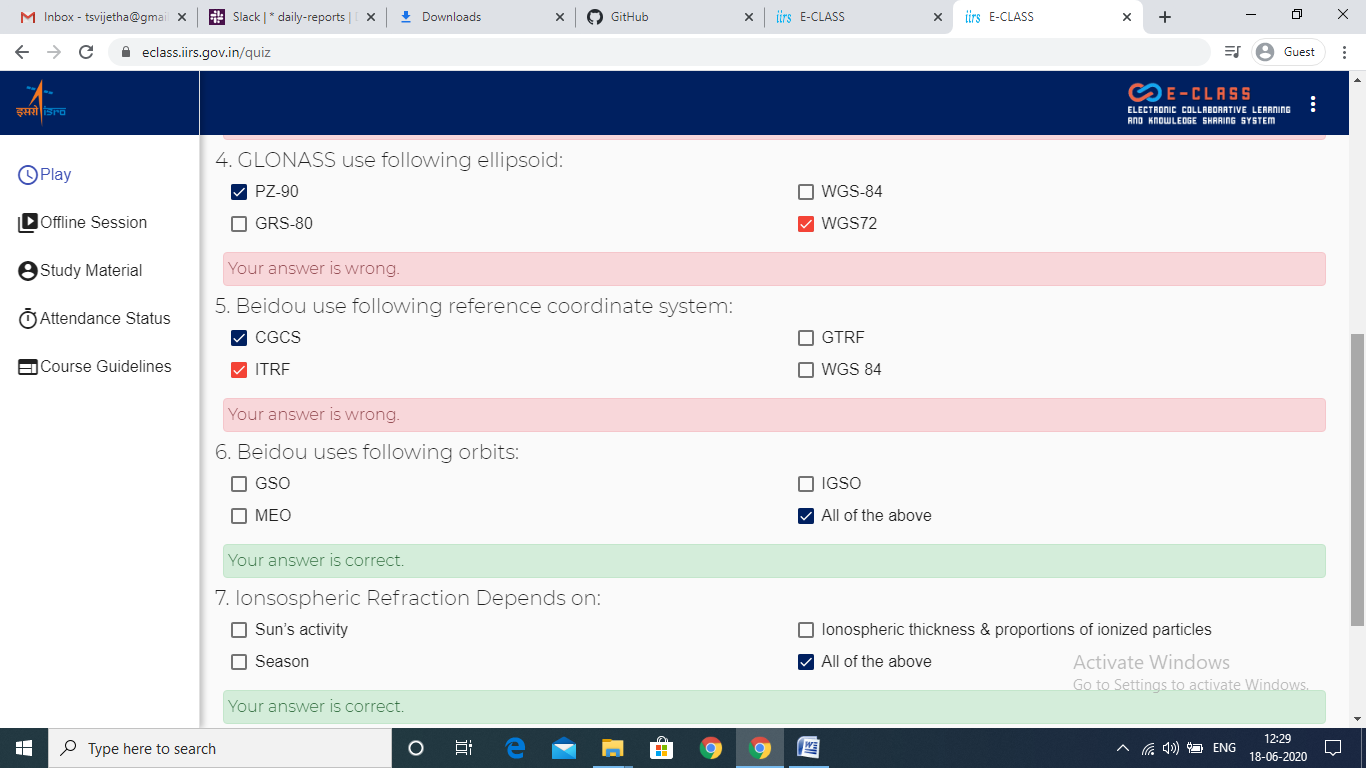 Inbox - tsvijetha@gmai
Slack | * daily-reports |
Downloads
GitHub
E-CLASS
E-CLASS
eclass.iirs.gov.in/quiz
Guest
इसरो isro
E-CLASS
ELECTRONIC COLLABORATIVE LEARNING
AND KNOWLEDGE SHARING SYSTEM
Play
Offline Session
Study Material
Attendance Status
Course Guidelines
4. GLONASS use following ellipsoid:
PZ-90 WGS-84
GRS-80 WGS72
Your answer is wrong.
5. Beidou use following reference coordinate system:
CGCS GTRF
ITRF WGS 84
Your answer is wrong.
6. Beidou uses following orbits:
GSO IGSO
MEO All of the above
Your answer is correct.
7. Ionsospheric Refraction Depends on:
Sun's activity Ionospheric thickness & proportions of ionized particles
Season All of the above
Your answer is correct.
Activate Windows
Go to Settings to activate Windows.
Type here to search
ENG
12:29
18-06-2020